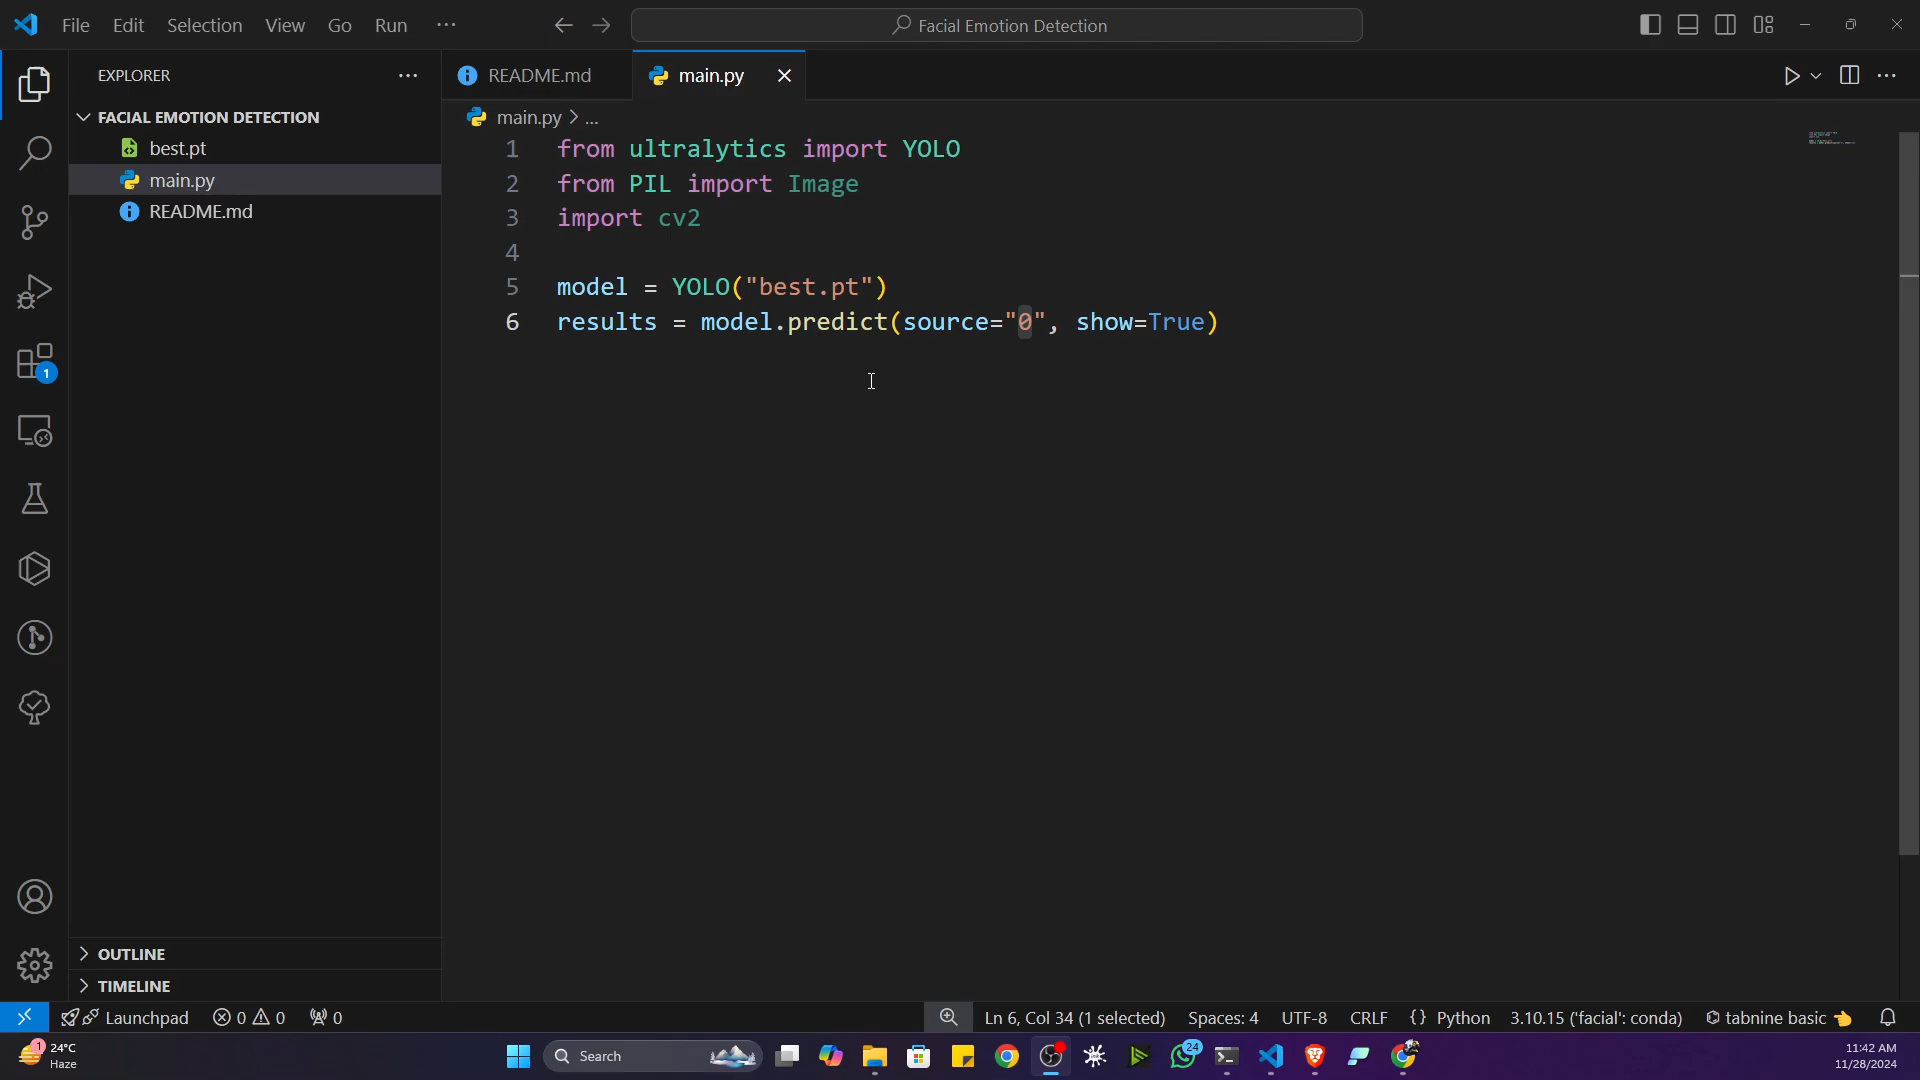 File Edit Selection View Go Run ···
Facial Emotion Detection
EXPLORER
README.md
main.py
FACIAL EMOTION DETECTION
best.pt
main.py
README.md
main.py > ...
1 from ultralytics import YOLO
2 from PIL import Image
3 import cv2
4
5 model = YOLO("best.pt")
6 results = model.predict(source="0", show=True)
1
OUTLINE
TIMELINE
Launchpad 0 0 0
Ln 6, Col 34 (1 selected) Spaces: 4 UTF-8 CRLF {} Python 3.10.15 ('facial': conda) tabnine basic
1
24°C
Haze
Search
24
11:42 AM
11/28/2024